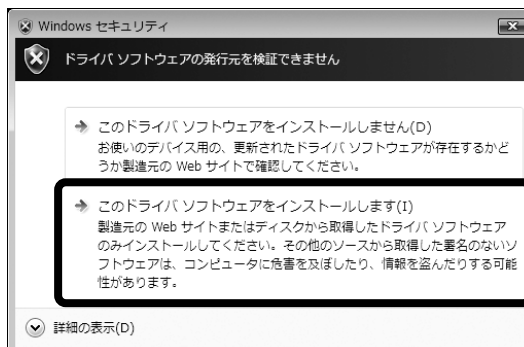 Windows セキュリティ
ドライバ ソフトウェアの発行元を検証できません
このドライバ ソフトウェアをインストールしません(D)
お使いのデバイス用の、更新されたドライバ ソフトウェアが存在するかど
うか製造元の Web サイトで確認してください。
このドライバ ソフトウェアをインストールします(I)
製造元の Web サイトまたはディスクから取得したドライバ ソフトウェア
のみインストールしてください。その他のソースから取得した署名のないソ
フトウェアは、コンピュータに危害を及ぼしたり、情報を盗んだりする可能
性があります。
詳細の表示(D)